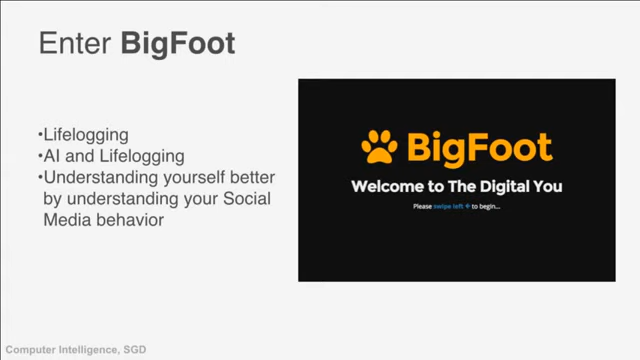 Enter BigFoot
•Lifelogging
•AI and Lifelogging
•Understanding yourself better
by understanding your Social
Media behavior
BigFoot
Welcome to The Digital You
Please swipe left to begin...
Computer Intelligence, SGD